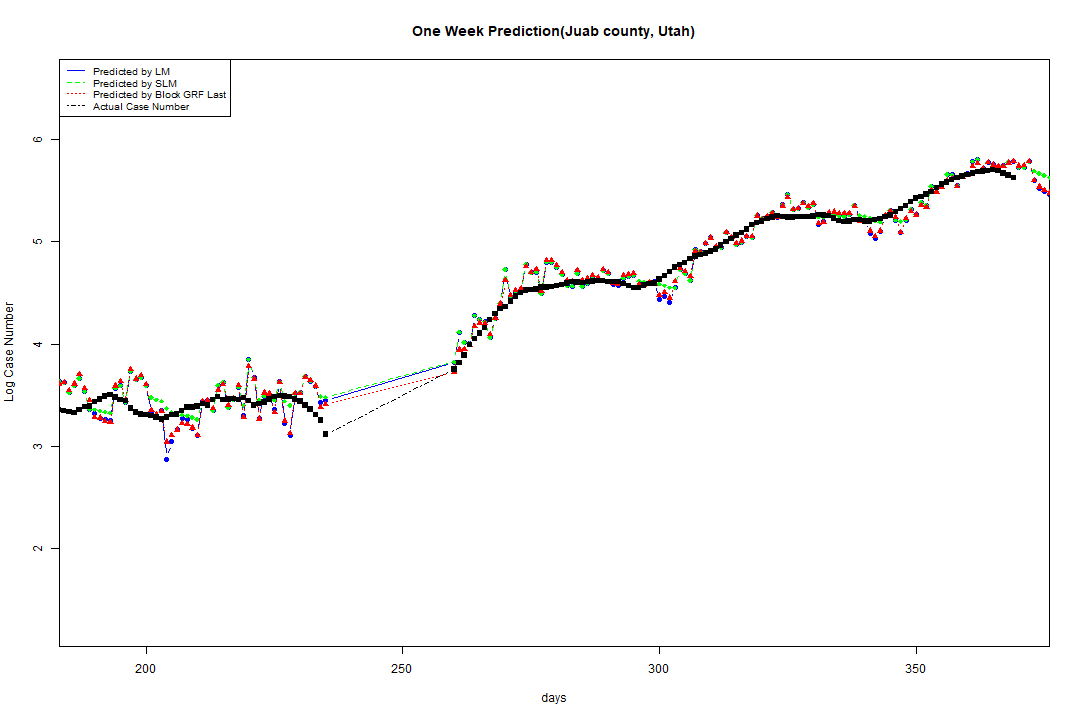 One Week Prediction(Juab county, Utah)
Predicted by LM
Predicted by SLM
Predicted by Block GRF Last
Actual Case Number
6
5
4
3
2
Log Case Number
200
250
300
350
days